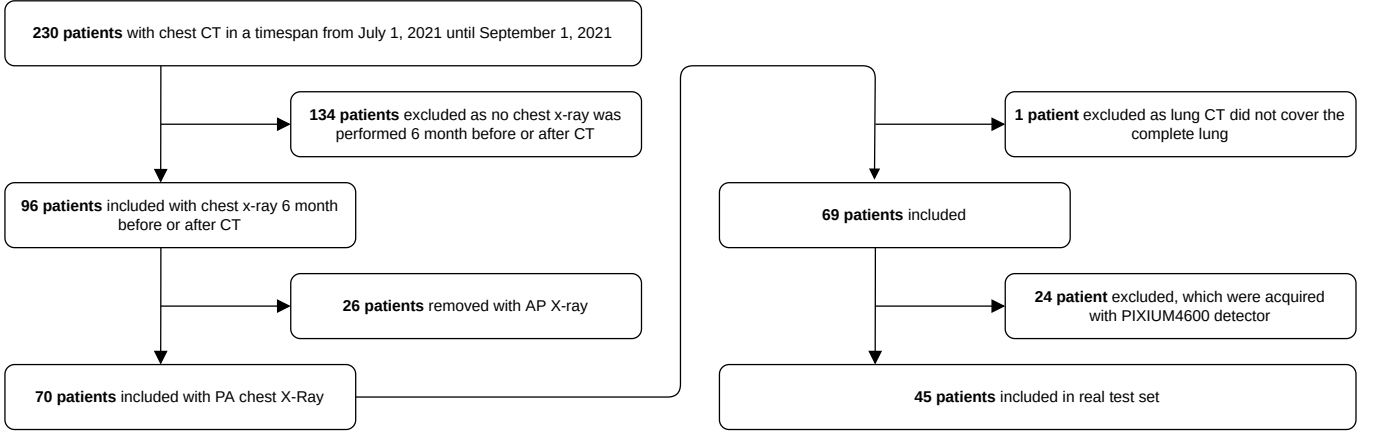 230 patients with chest CT in a timespan from July 1, 2021 until September 1, 2021
134 patients excluded as no chest x-ray was
performed 6 month before or after CT
96 patients included with chest x-ray 6 month
before or after CT
26 patients removed with AP X-ray
70 patients included with PA chest X-Ray
1 patient excluded as lung CT did not cover the
complete lung
69 patients included
24 patient excluded, which were acquired
with PIXIUM4600 detector
45 patients included in real test set